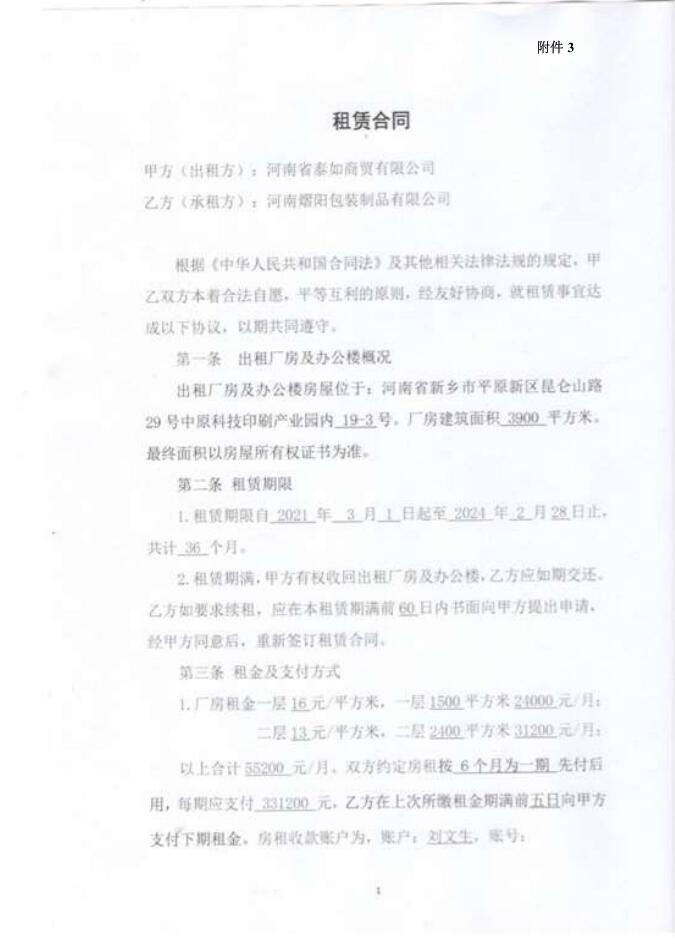 附件 3
租赁合同
甲方（出租方）：河南省泰如商贸有限公司
乙方（承租方）：河南熠阳包装制品有限公司
根据《中华人民共和国合同法》及其他相关法律法规的规定，甲
乙双方本着合法自愿，平等互利的原则，经友好协商，就租赁事宜达
成以下协议，以期共同遵守。
第一条 出租厂房及办公楼概况
出租厂房及办公楼房屋位于：河南省新乡市平原新区昆仑山路
29 号中原科技印刷产业园内 19-3 号。厂房建筑面积 3900 平方米。
最终面积以房屋所有权证书为准。
第二条 租赁期限
1.租赁期限自 2021 年 3 月 1 日起至 2024 年 2 月 28 日止，
共计 36 个月。
2.租赁期满，甲方有权收回出租厂房及办公楼，乙方应如期交还。
乙方如要求续租，应在本租赁期满前 60 日内书面向甲方提出申请，
经甲方同意后，重新签订租赁合同。
第三条 租金及支付方式
1.厂房租金一层 16 元/平方米，一层 1500 平方米 24000 元/月；
二层 13 元/平方米，二层 2400 平方米 31200 元/月；
以上合计 55200 元/月。双方约定房租按 6 个月为一期 先付后
用，每期应支付 331200 元，乙方在上次所缴租金期满前五日向甲方
支付下期租金。房租收款账户为，账户：刘文生，账号：
1